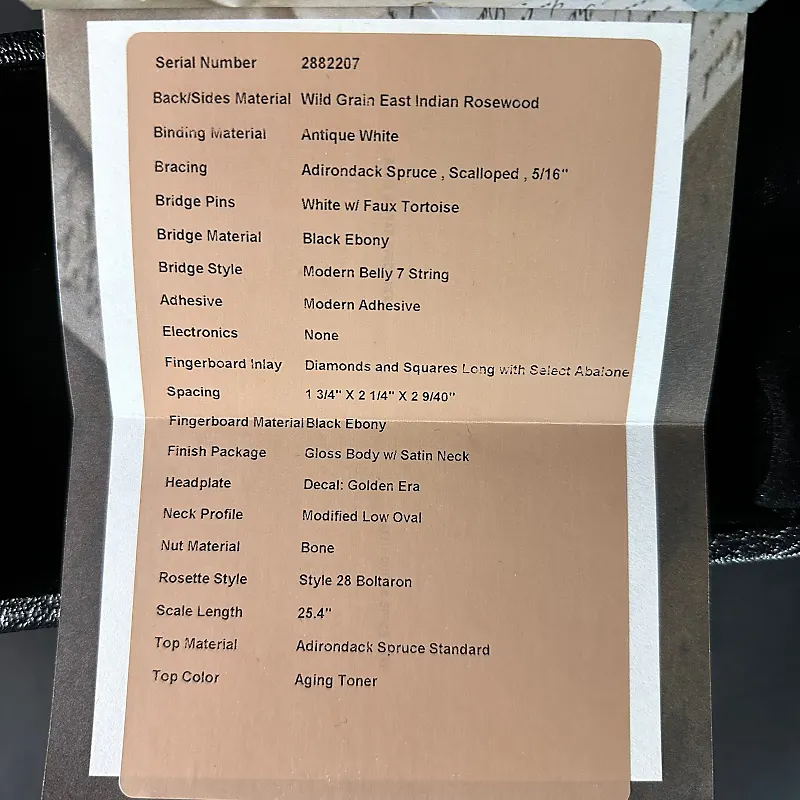 Serial Number 2882207
Back/Sides Material Wild Grain East Indian Rosewood
Binding Material Antique White
Bracing Adirondack Spruce , Scalloped , 5/16"
Bridge Pins White w/ Faux Tortoise
Bridge Material Black Ebony
Bridge Style Modern Belly 7 String
Adhesive Modern Adhesive
Electronics None
Fingerboard Inlay Diamonds and Squares Long with Select Abalone
Spacing 1 3/4" X 2 1/4" X 2 9/40"
Fingerboard Material Black Ebony
Finish Package Gloss Body w/ Satin Neck
Headplate Decal: Golden Era
Neck Profile Modified Low Oval
Nut Material Bone
Rosette Style Style 28 Boltaron
Scale Length 25.4"
Top Material Adirondack Spruce Standard
Top Color Aging Toner